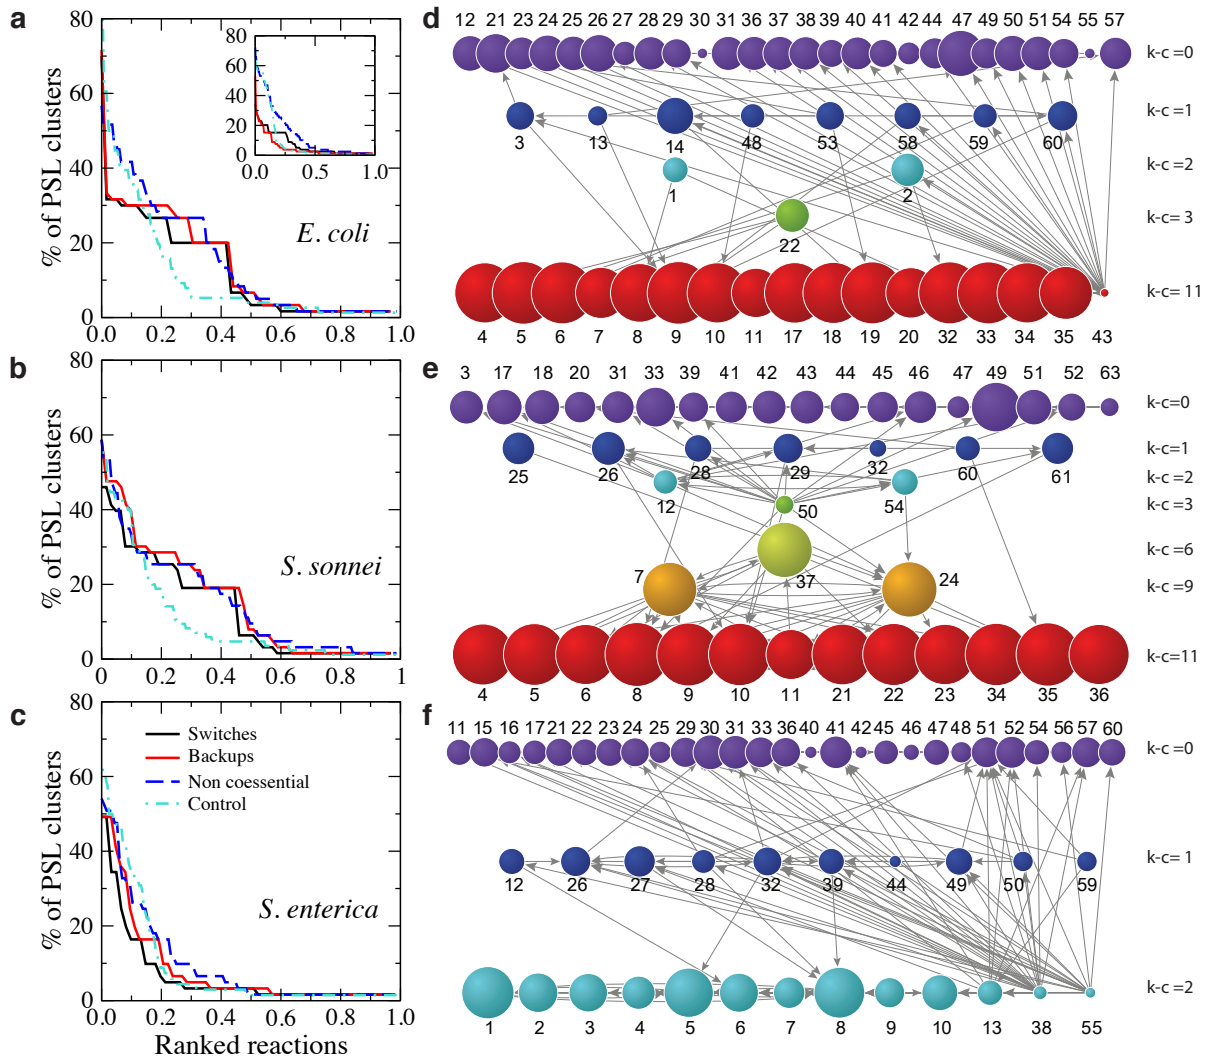 a
80
60
40
20
0
0.0
0.2
0.4
0.6
0.8
1.0
% of PSL clusters
E. coli
80
60
40
20
0
0.0
0.5
1.0
b
80
60
40
20
0
0.0
0.2
0.4
0.6
0.8
1
% of PSL clusters
S. sonnei
c
80
60
40
20
0
0.0
0.2
0.4
0.6
0.8
1.0
% of PSL clusters
Switches
Backups
Non coessential
Control
S. enterica
Ranked reactions
d
12 21 23 24 25 26 27 28 29 30 31 36 37 38 39 40 41 42 44 47 49 50 51 54 55 57
k-c =0
k-c =1
3 13 14 48 53 58 59 60
k-c =2
1 2
k-c = 3
22
k-c= 11
4 5 6 7 8 9 10 11 17 18 19 20 32 33 34 35 43
e
3 17 18 20 31 33 39 41 42 43 44 45 46 47 49 51 52 63
k-c=0
k-c=1
25 26 28 29 32 60 61
k-c =2
12 54
k-c =3
50
k-c =6
37
k-c =9
7 24
k-c=11
4 5 6 8 9 10 11 21 22 23 34 35 36
f
11 15 16 17 21 22 23 24 25 29 30 31 33 36 40 41 42 45 46 47 48 51 52 54 56 57 60
k-c =0
k-c= 1
12 26 27 28 32 39 44 49 50 59
k-c =2
1 2 3 4 5 6 7 8 9 10 13 38 55